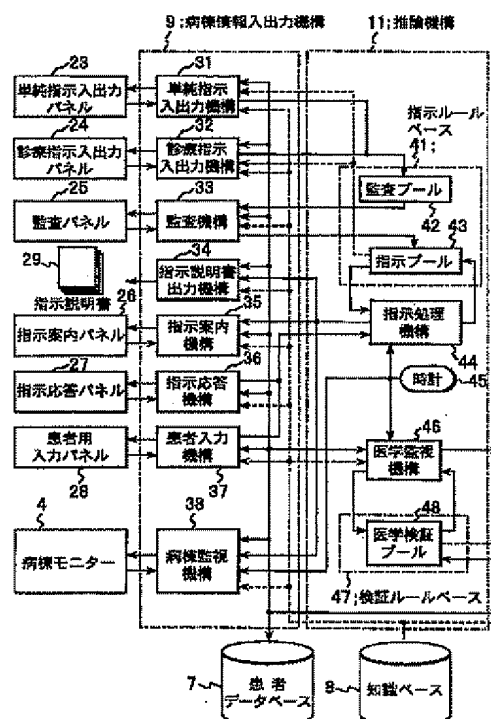 9;病棟情報入出力機構
11;推論機構
23
単純指示入出力
パネル
31
単純指示
入出力機構
24
診療指示入出力
パネル
32
診療指示
入出力機構
指示ルール
ベース
41;
25
監査パネル
33
監査機構
監査プール
42
43
29
指示説明書
34
指示説明書
出力機構
指示プール
26
指示案内パネル
35
指示案内
機構
指示処理
機構
44
27
指示応答パネル
36
指示応答
機構
時計
45
患者用
入力パネル
28
患者入力
機構
37
46
医学監視
機構
4
病棟モニター
38
病棟監視
機構
48
医学検証
プール
47;検証ルールベース
7
患者
データベース
8
知識ベース